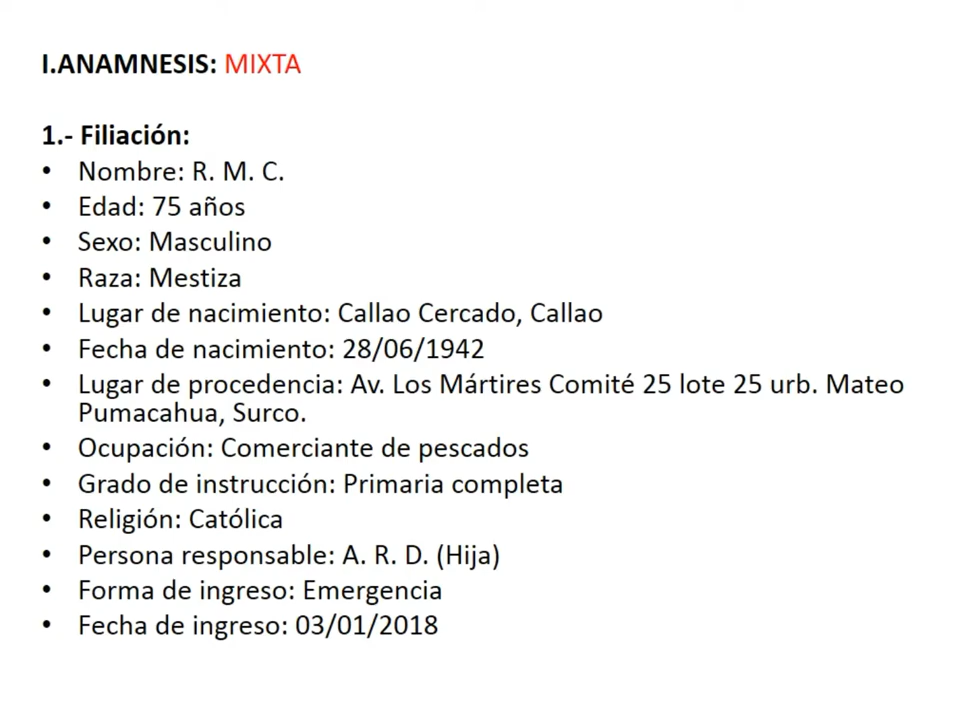 I.ANAMNESIS: MIXTA
1.- Filiación:
• Nombre: R. M. C.
• Edad: 75 años
• Sexo: Masculino
• Raza: Mestiza
• Lugar de nacimiento: Callao Cercado, Callao
• Fecha de nacimiento: 28/06/1942
• Lugar de procedencia: Av. Los Mártires Comité 25 lote 25 urb. Mateo
Pumacahua, Surco.
• Ocupación: Comerciante de pescados
• Grado de instrucción: Primaria completa
• Religión: Católica
• Persona responsable: A. R. D. (Hija)
• Forma de ingreso: Emergencia
• Fecha de ingreso: 03/01/2018